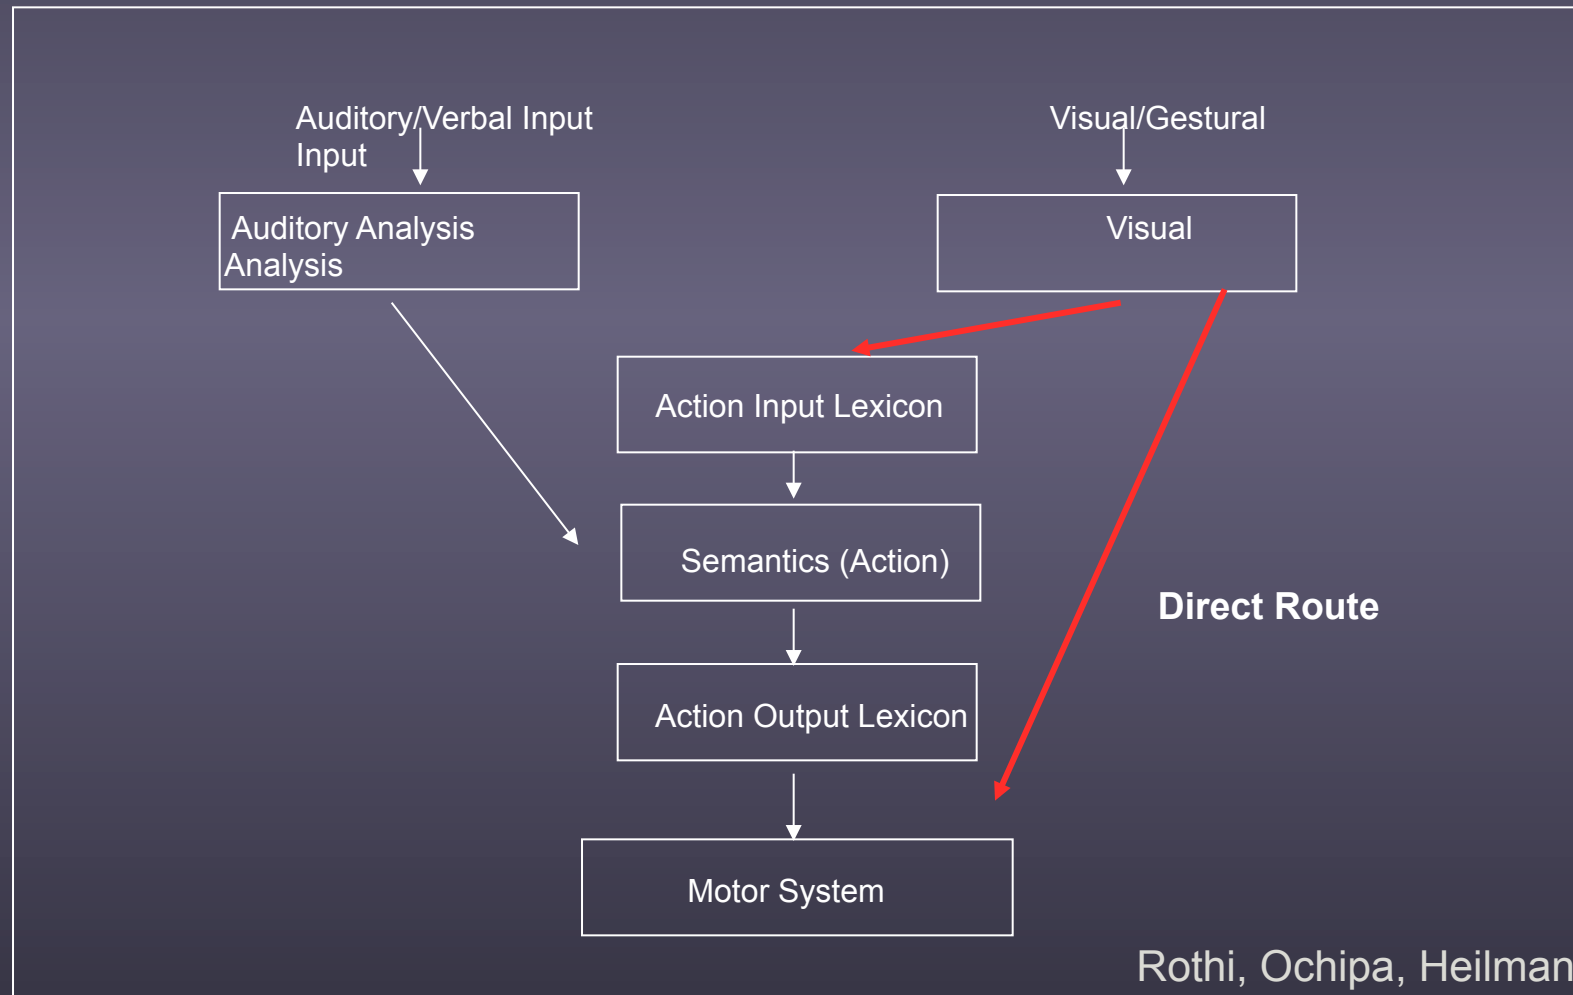 Auditory/Verbal Input
Input
Visual/Gestural
Auditory Analysis
Analysis
Visual
Action Input Lexicon
Semantics (Action)
Direct Route
Action Output Lexicon
Motor System
Rothi, Ochipa, Heilman